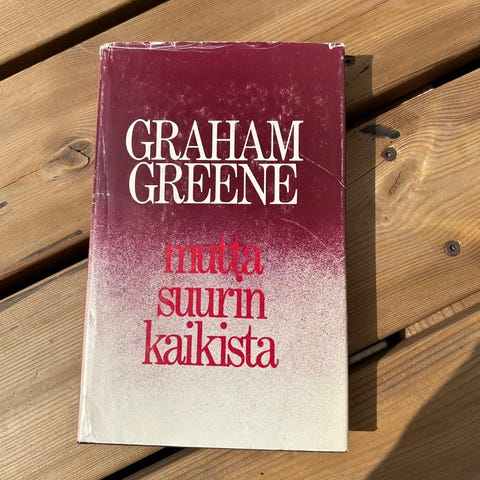 GRAHAM
GREENE
mutta
suurin
kaikista